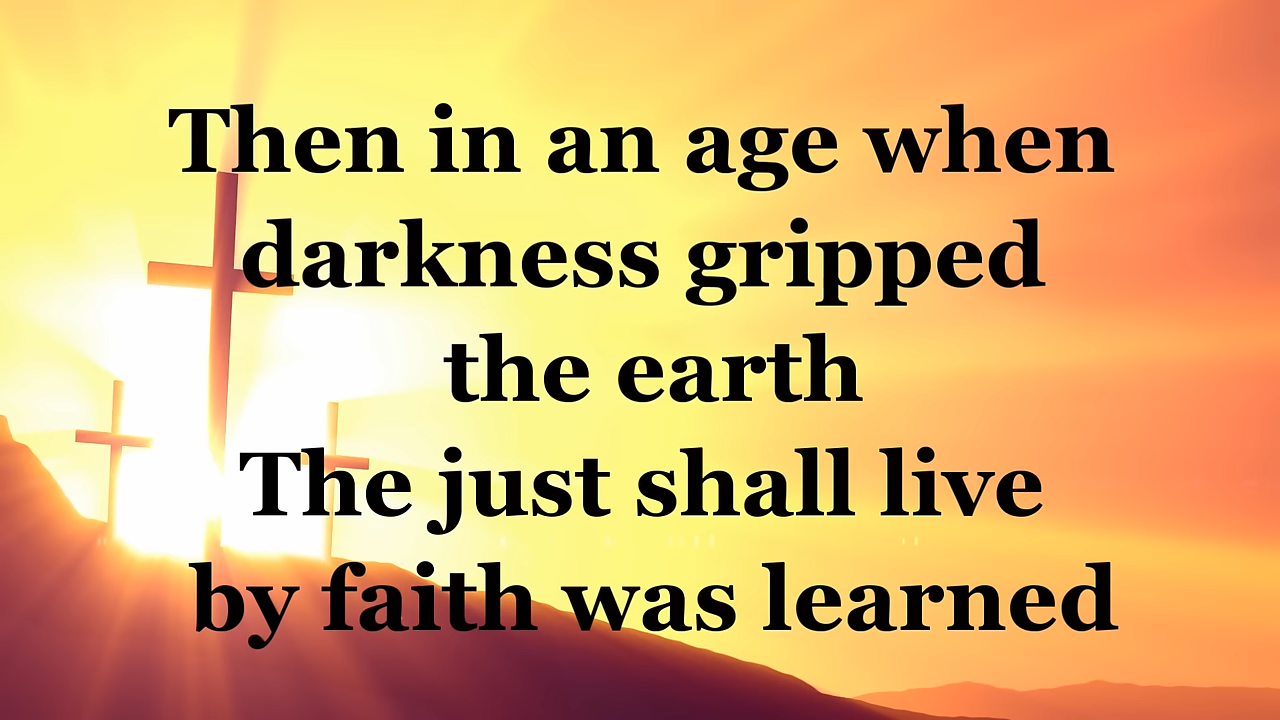 Then in an age when
darkness gripped
the earth
The just shall live
by faith was learned